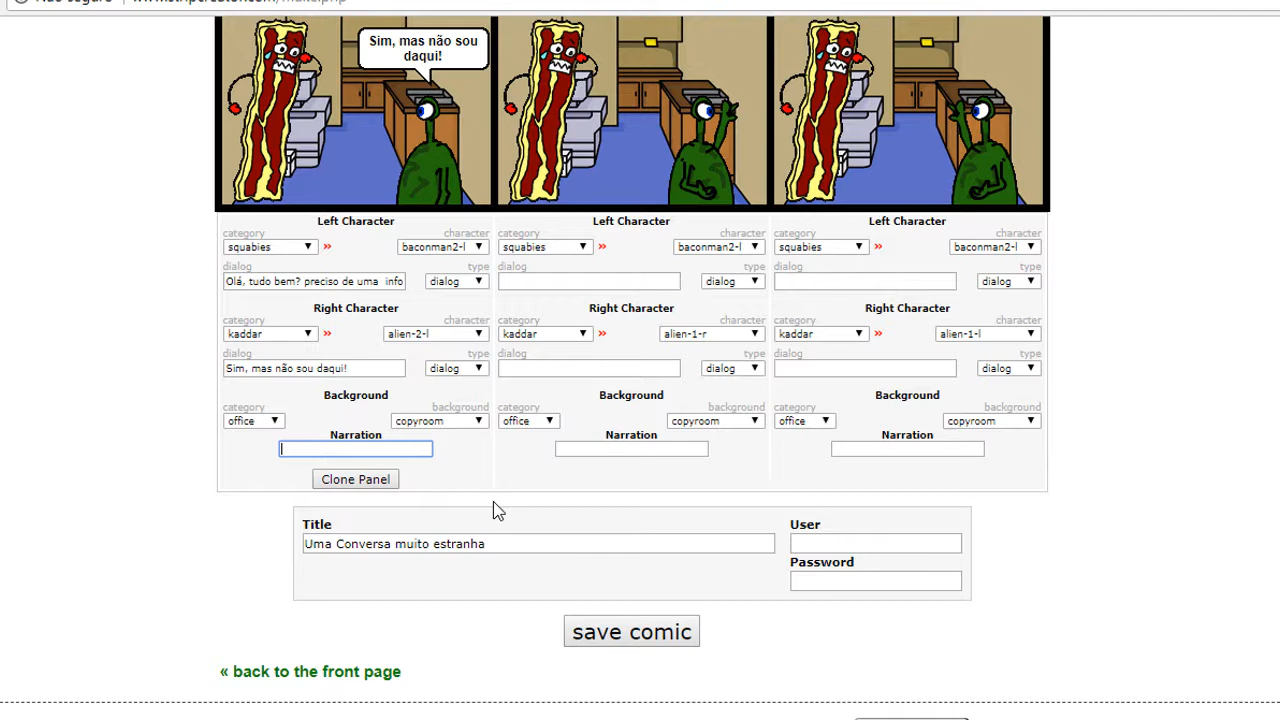 Sim, mas não sou
daqui!
Left Character Left Character Left Character
category character category character category character
squabies » baconman2-l squabies » baconman2-l squabies » baconman2-l
dialog type dialog type dialog type
Olá, tudo bem? preciso de uma info dialog dialog dialog
Right Character Right Character Right Character
category character category character category character
kaddar » alien-2-l kaddar » alien-1-r kaddar » alien-1-l
dialog type dialog type dialog type
Sim, mas não sou daqui! dialog dialog dialog
Background Background Background
category background category background category background
office copyroom office copyroom office copyroom
Narration Narration Narration
Clone Panel
Title User
Uma Conversa muito estranha
Password
save comic
« back to the front page